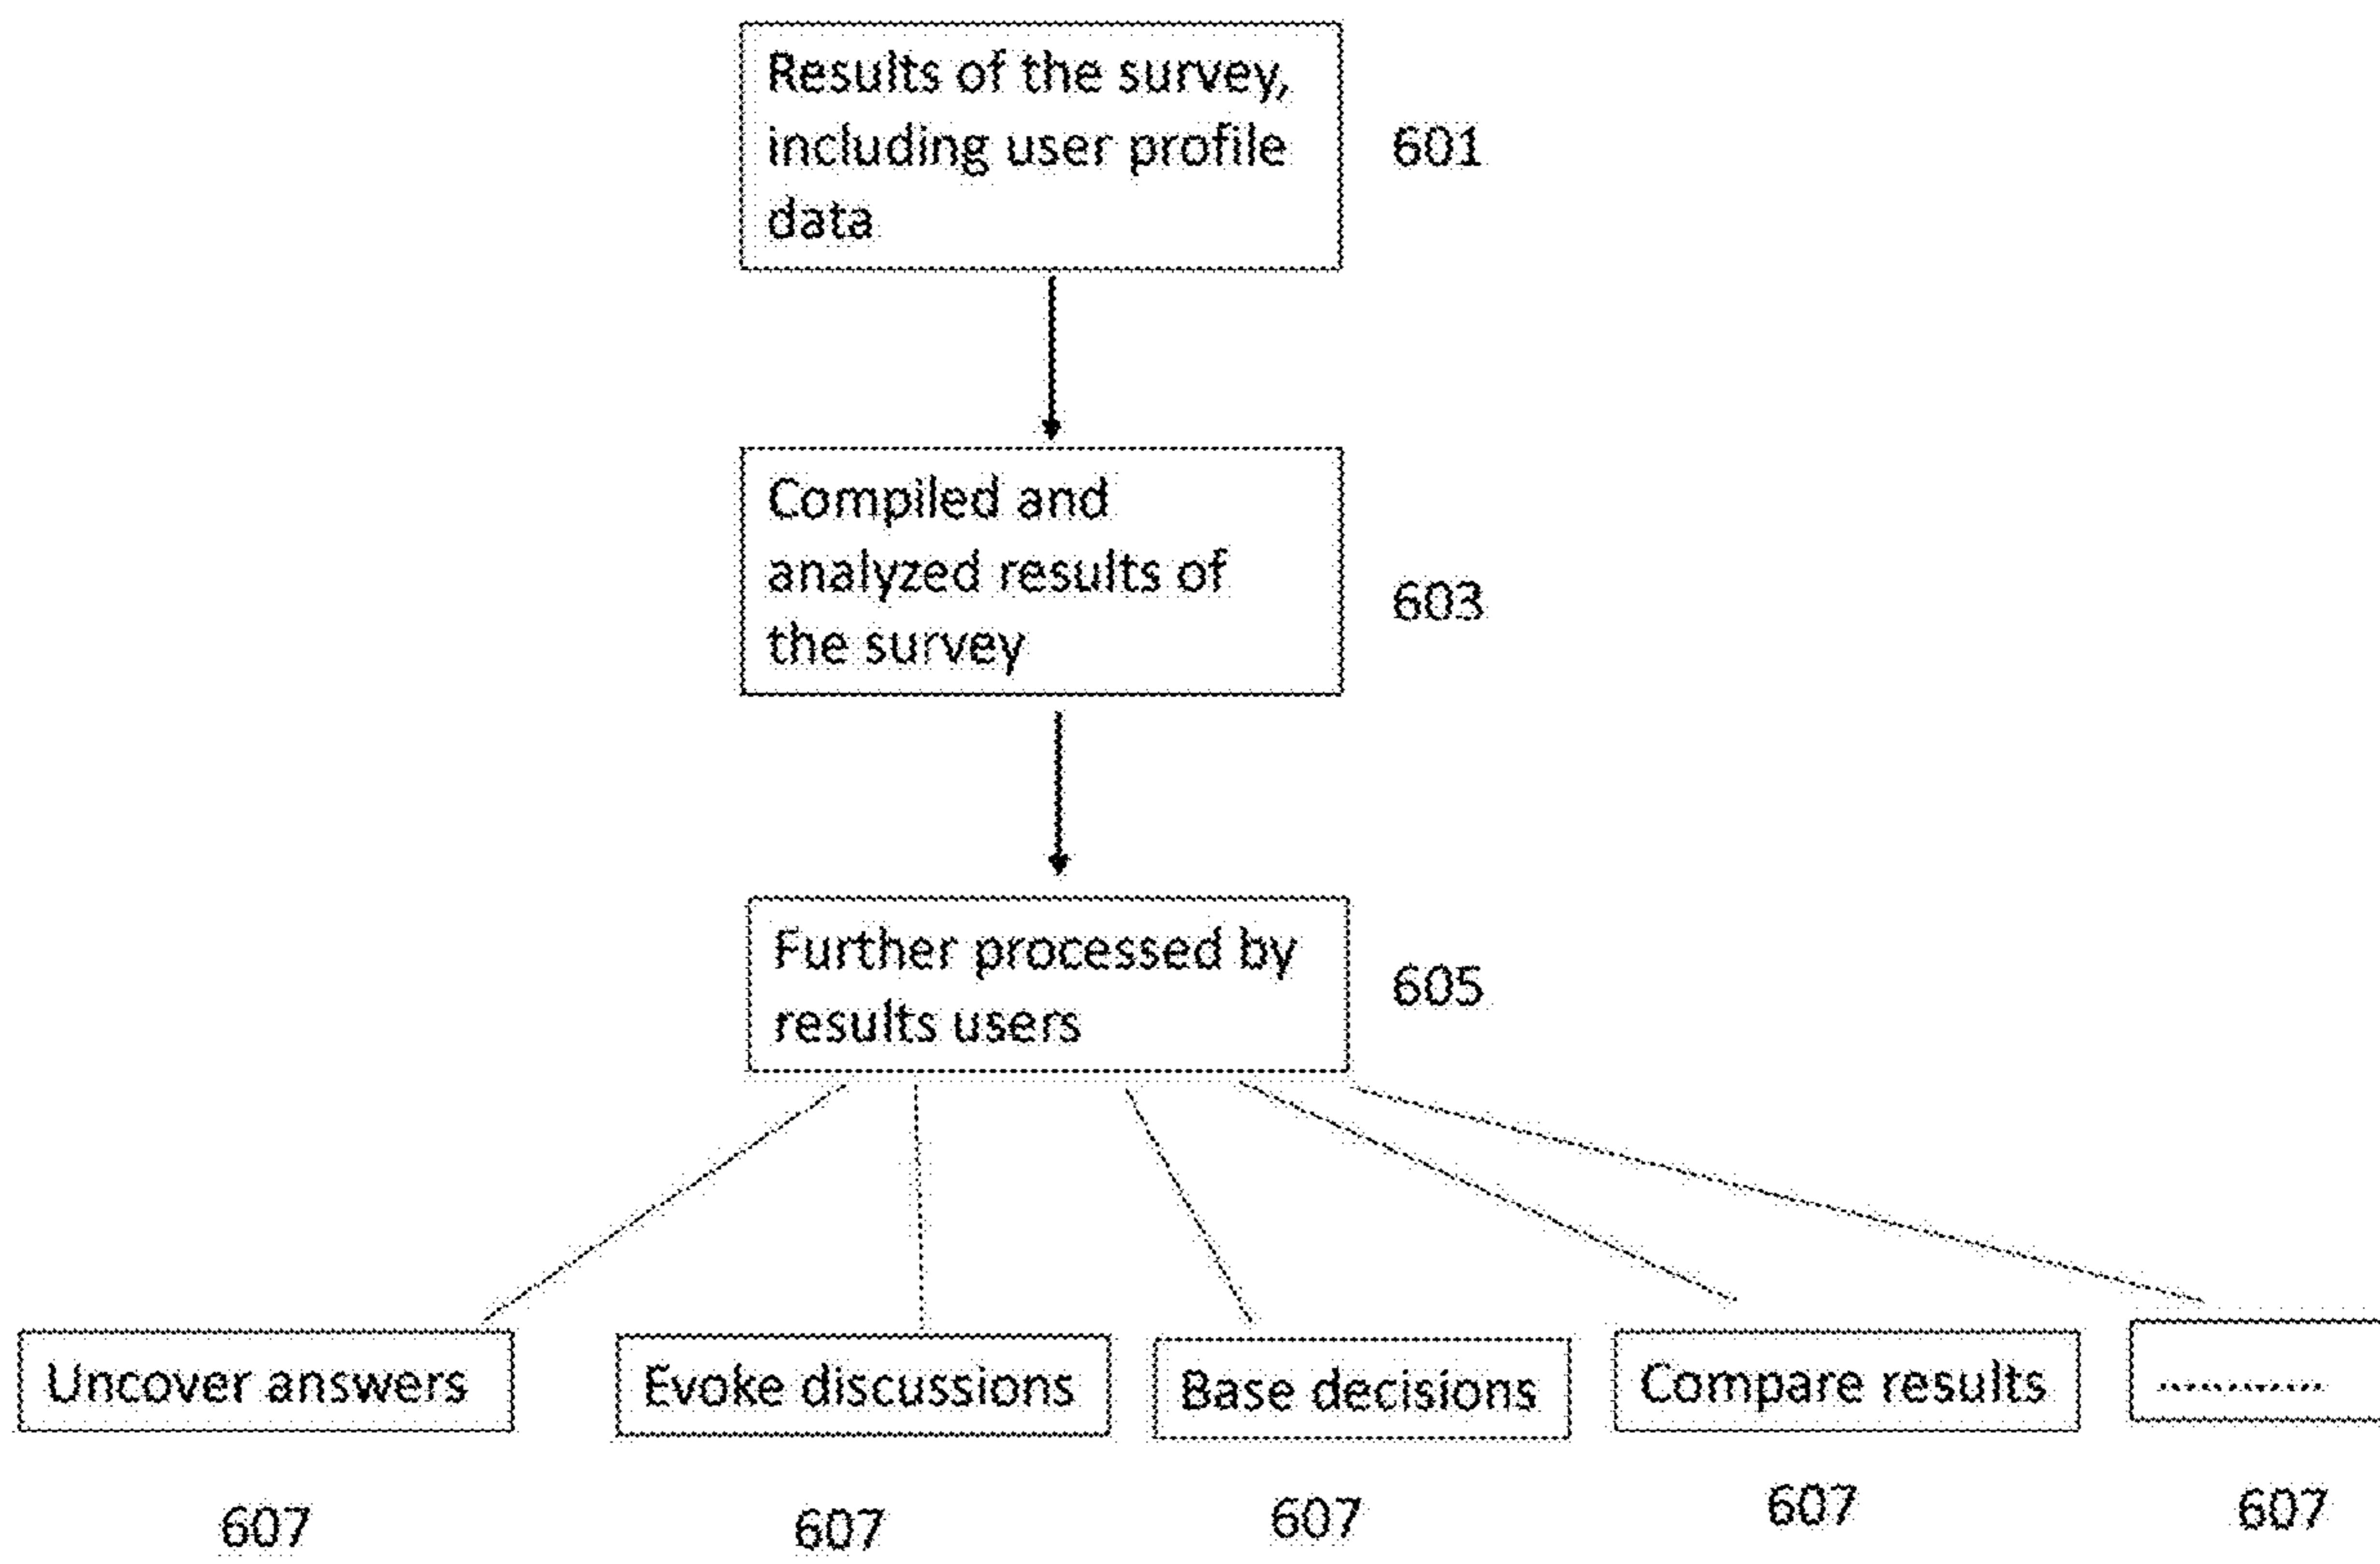 Results of the survey,
including user profile
data
601
Compiled and
analyzed results of
the survey
603
Further processed by
results users
605
Uncover answers
Evoke discussions
Base decisions
Compare results
............
607
607
607
607
607